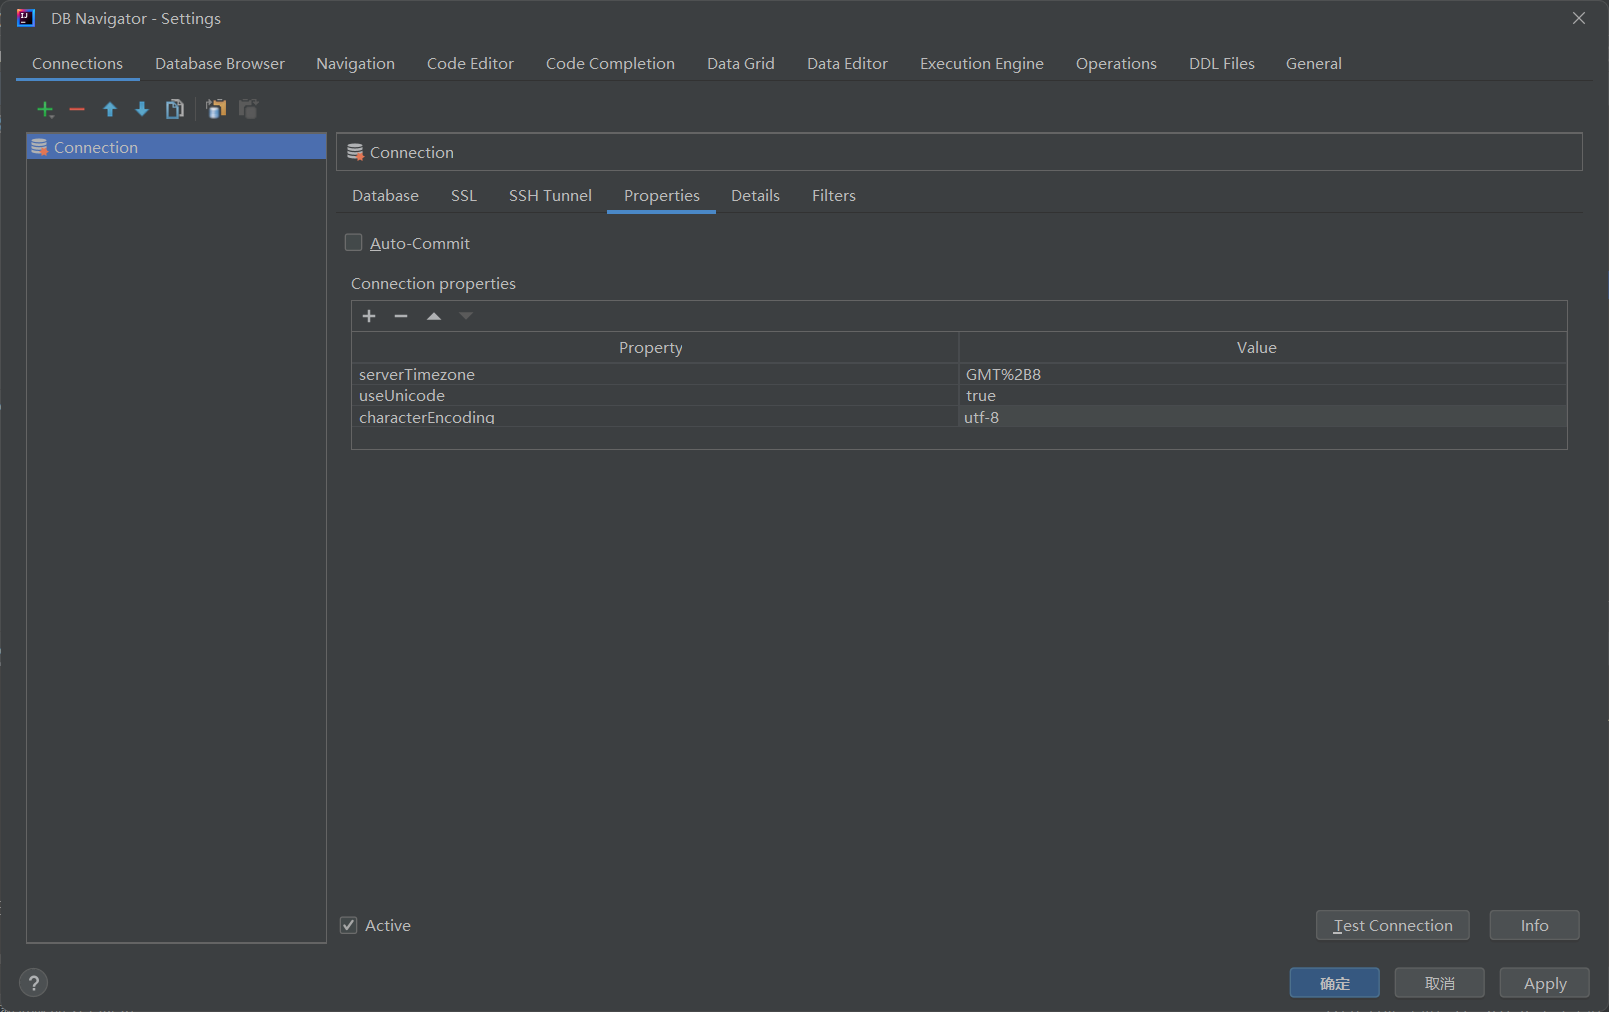 DB Navigator - Settings
Connections Database Browser Navigation Code Editor Code Completion Data Grid Data Editor Execution Engine Operations DDL Files General
Connection
Connection
Database SSL SSH Tunnel Properties Details Filters
Auto-Commit
Connection properties
Property Value
serverTimezone GMT%2B8
useUnicode true
characterEncoding utf-8
Active
Test Connection Info
?
确定 取消 Apply